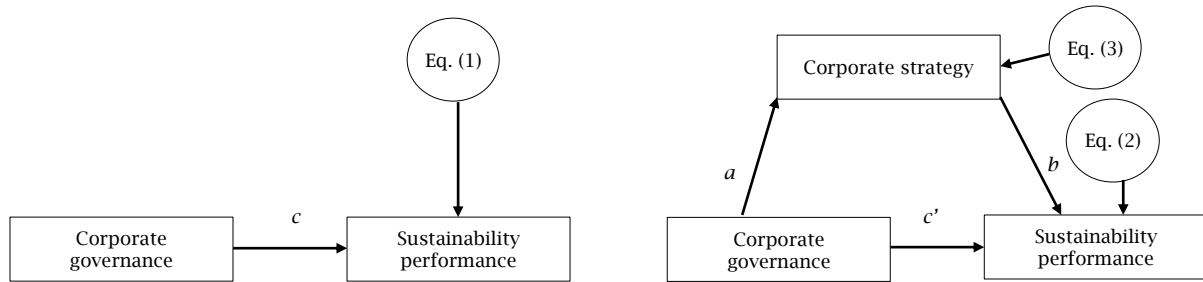 Eq. (1)
c
Corporate
governance
Sustainability
performance
Corporate strategy
Eq. (3)
Eq. (2)
a
b
c'
Corporate
governance
Sustainability
performance